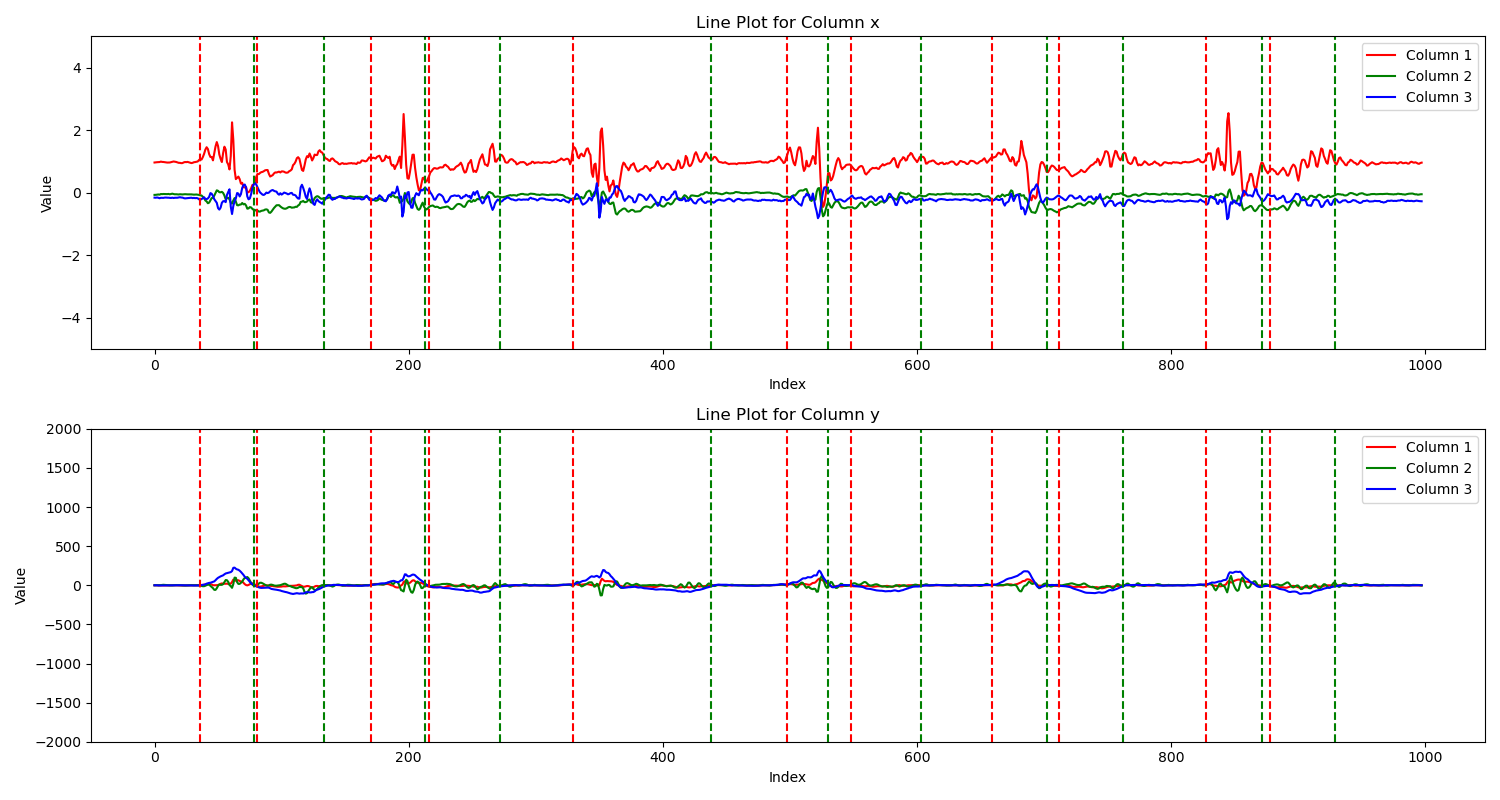 Line Plot for Column x
Column 1
Column 2
Column 3
Value
4
2
0
−2
−4
0 200 400 600 800 1000
Index
Line Plot for Column y
Column 1
Column 2
Column 3
Value
2000
1500
1000
500
0
−500
−1000
−1500
−2000
0 200 400 600 800 1000
Index